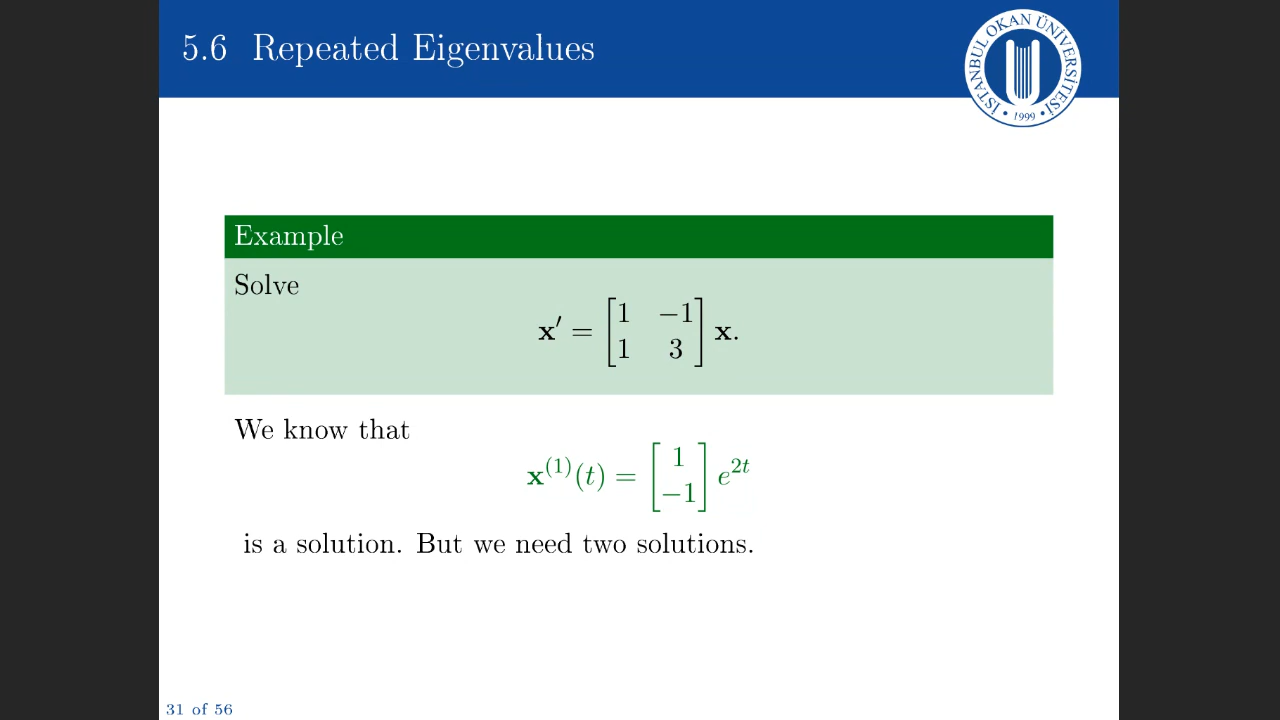 5.6 Repeated Eigenvalues
İSTANBUL OKAN ÜNİVERSİTESİ
• 1999 •
Example
Solve
x′ = [1 −1; 1 3] x.
We know that
x⁽¹⁾(t) = [1; −1] e²ᵗ
is a solution. But we need two solutions.
31 of 56